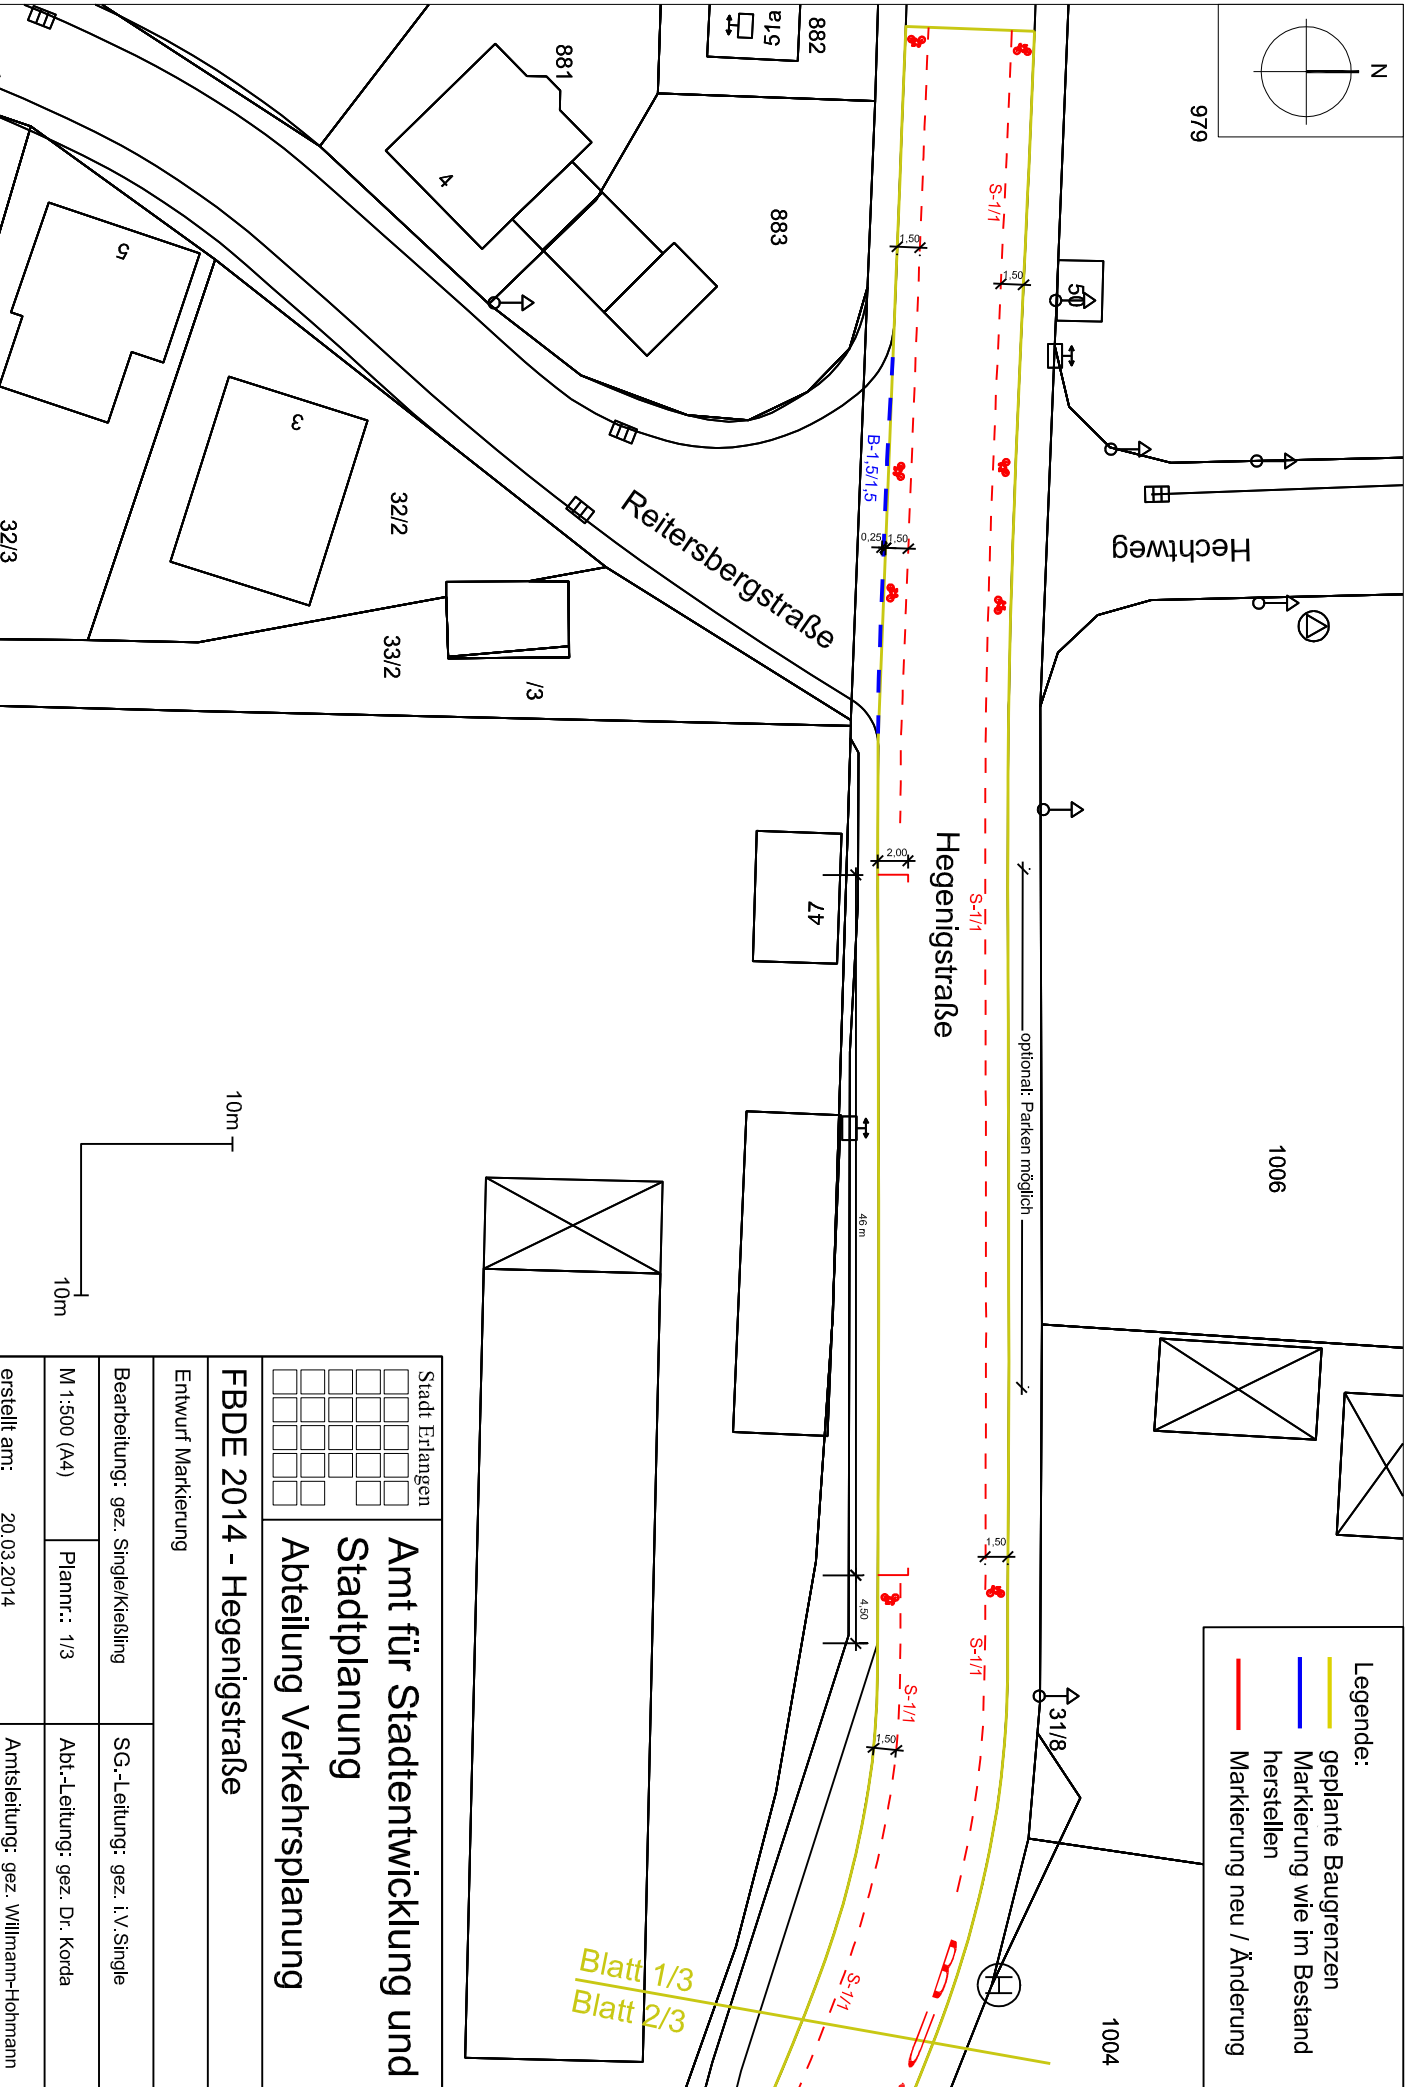 N
979
882
51a
881
4
883
5
3
32/2
32/3
33/2
/3
50
Hechtweg
Reitersbergstraße
Hegenigstraße
S-1/1
1,50
1,50
B-1,5/1,5
0,25
1,50
2,00
47
S-1/1
optional: Parken möglich
46 m
1006
10m
10m
1,50
4,50
S-1/1
S-1/1
1,50
31/8
S-1/1
H
1004
Blatt 1/3
Blatt 2/3
Legende:
geplante Baugrenzen
Markierung wie im Bestand
herstellen
Markierung neu / Änderung
Stadt Erlangen
Amt für Stadtentwicklung und
Stadtplanung
Abteilung Verkehrsplanung
FBDE 2014 - Hegenigstraße
Entwurf Markierung
Bearbeitung: gez. Single/Kießling
SG.-Leitung: gez. i.V.Single
M 1:500 (A4)
Plannr.: 1/3
Abt.-Leitung: gez. Dr. Korda
erstellt am: 20.03.2014
Amtsleitung: gez. Willmann-Hohmann